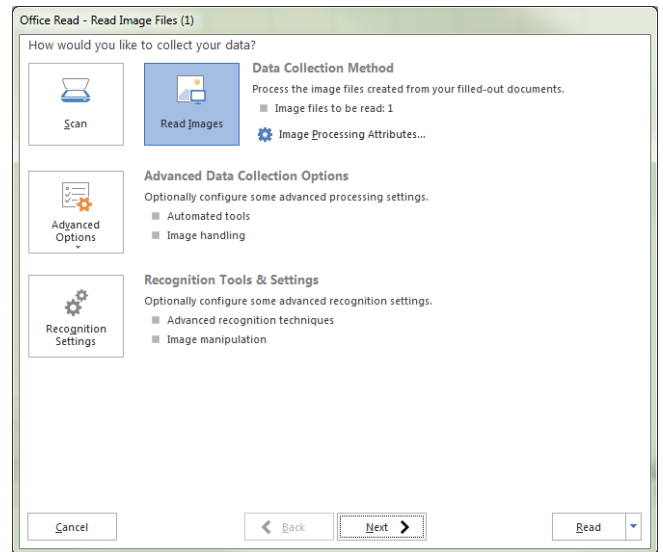 Office Read - Read Image Files (1)
How would you like to collect your data?
Scan
Read Images
Data Collection Method
Process the image files created from your filled-out documents.
Image files to be read: 1
Image Processing Attributes...
Advanced Options
Advanced Data Collection Options
Optionally configure some advanced processing settings.
Automated tools
Image handling
Recognition Settings
Recognition Tools & Settings
Optionally configure some advanced recognition settings.
Advanced recognition techniques
Image manipulation
Cancel
Back
Next
Read